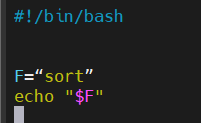 #!/bin/bash
F=“sort”
echo "$F"